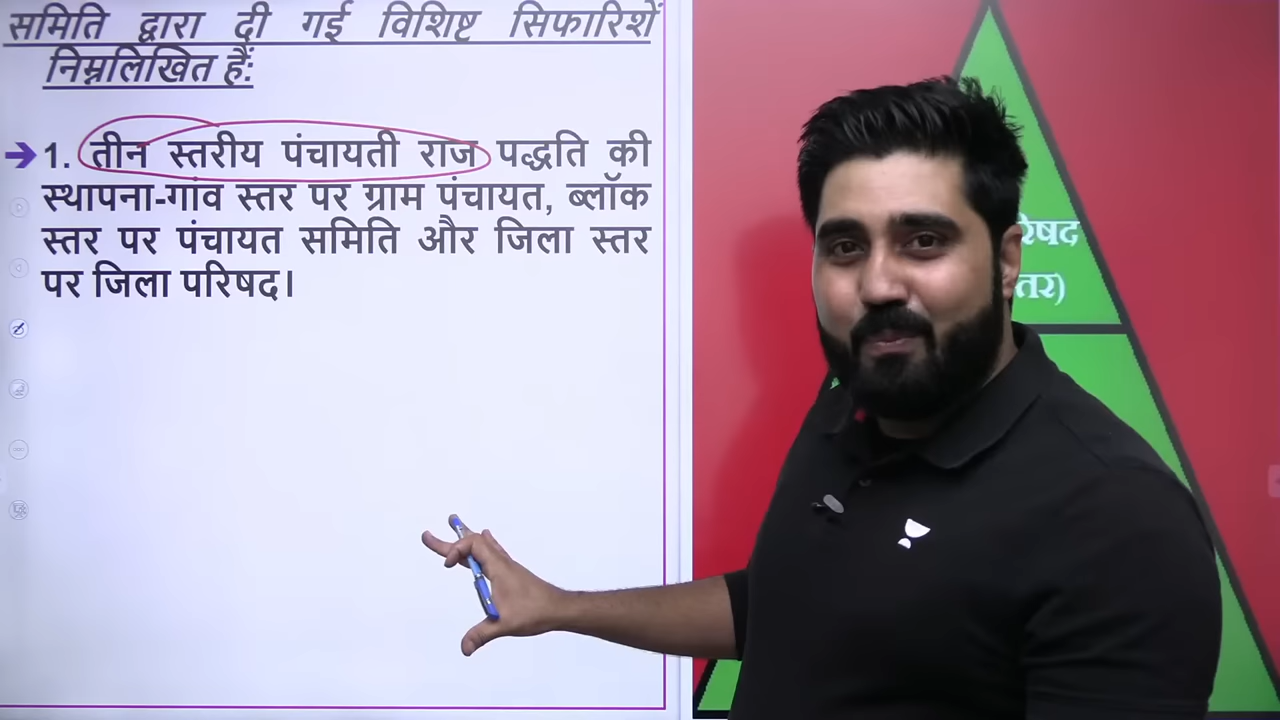 समिति द्वारा दी गई विशिष्ट सिफारिशें
निम्नलिखित हैं:
1. तीन स्तरीय पंचायती राज पद्धति की
स्थापना-गांव स्तर पर ग्राम पंचायत, ब्लॉक
स्तर पर पंचायत समिति और जिला स्तर
पर जिला परिषद।